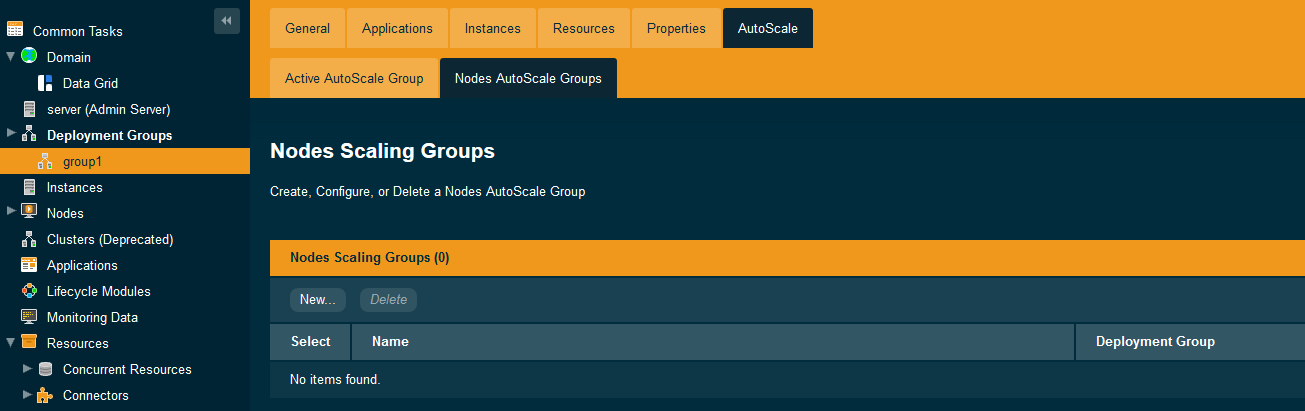 Common Tasks
Domain
Data Grid
server (Admin Server)
Deployment Groups
group1
Instances
Nodes
Clusters (Deprecated)
Applications
Lifecycle Modules
Monitoring Data
Resources
Concurrent Resources
Connectors
General Applications Instances Resources Properties AutoScale
Active AutoScale Group Nodes AutoScale Groups
Nodes Scaling Groups
Create, Configure, or Delete a Nodes AutoScale Group
Nodes Scaling Groups (0)
New... Delete
Select Name Deployment Group
No items found.